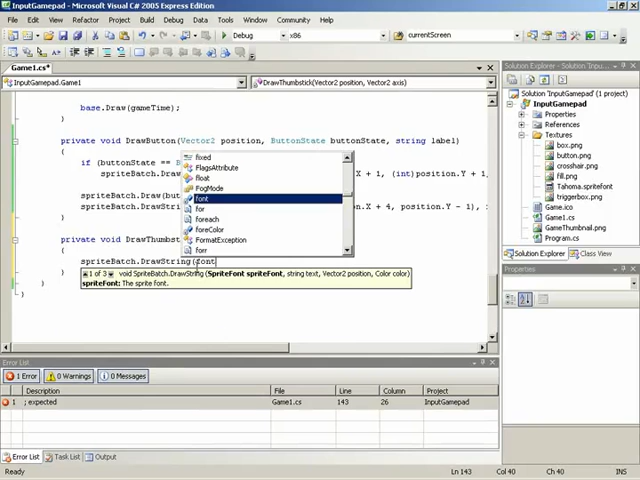 InputGamepad - Microsoft Visual C# 2005 Express Edition
File Edit View Refactor Project Build Debug Data Tools Window Community Help
Debug x86 currentScreen
Game1.cs*
InputGamepad.Game1 DrawThumbstick(Vector2 position, Vector2 axis)
base.Draw(gameTime);
}
private void DrawButton(Vector2 position, ButtonState buttonState, string label)
{
if (buttonState == B
spriteBatch.Dra X + 1, (int)position.Y + 1,
spriteBatch.Draw(but
spriteBatch.DrawStri on.X + 4, position.Y - 1),
}
private void DrawThumbst
{
spriteBatch.DrawString(font
}
}
}
fixed
FlagsAttribute
float
FogMode
font
for
foreach
foreColor
FormatException
forr
1 of 3 void SpriteBatch.DrawString (SpriteFont spriteFont, string text, Vector2 position, Color color)
spriteFont: The sprite font.
Solution Explorer - InputGamepad
Solution 'InputGamepad' (1 project)
InputGamepad
Properties
References
Textures
box.png
button.png
crosshair.png
fill.png
Tahoma.spritefont
triggerbox.png
Game.ico
Game1.cs
GameThumbnail.png
Program.cs
Solution Explorer Class View
Properties
Error List
1 Error 0 Warnings 0 Messages
Description File Line Column Project
1 ; expected Game1.cs 143 26 InputGamepad
Error List Task List Output
Ready Ln 143 Col 40 Ch 40 INS